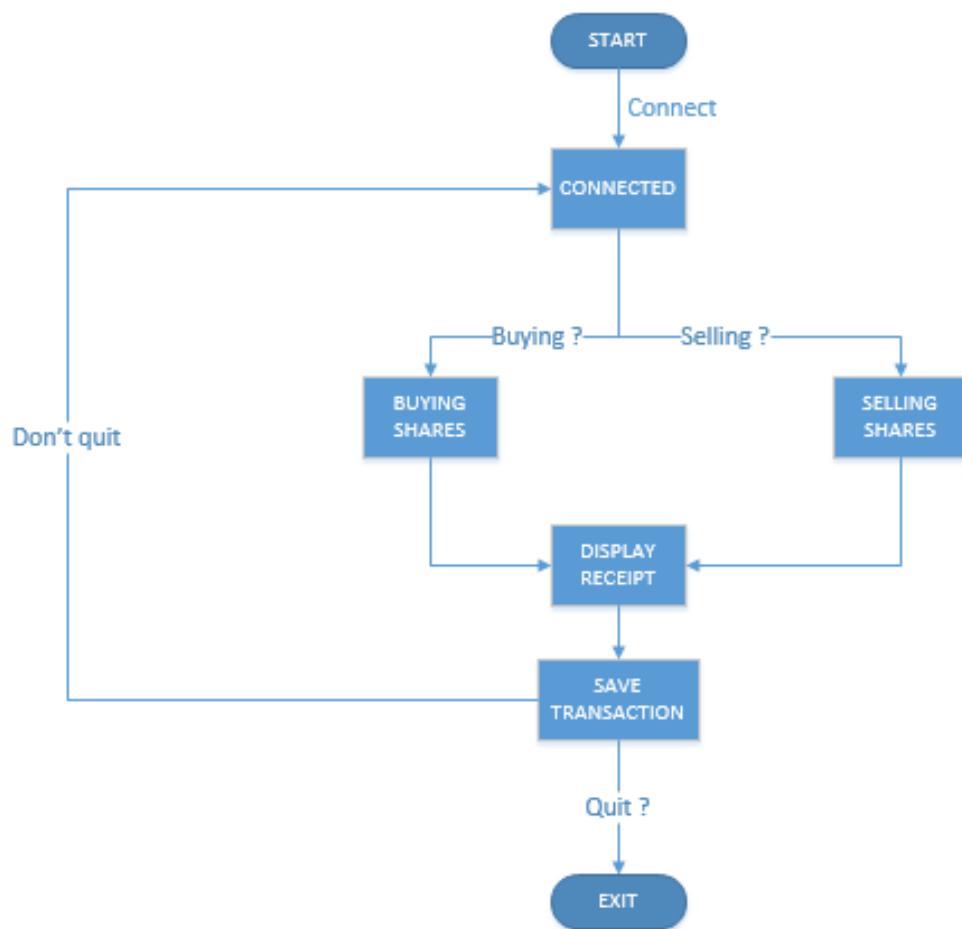 START
Connect
CONNECTED
Buying ?
Selling ?
BUYING
SHARES
SELLING
SHARES
Don't quit
DISPLAY
RECEIPT
SAVE
TRANSACTION
Quit ?
EXIT